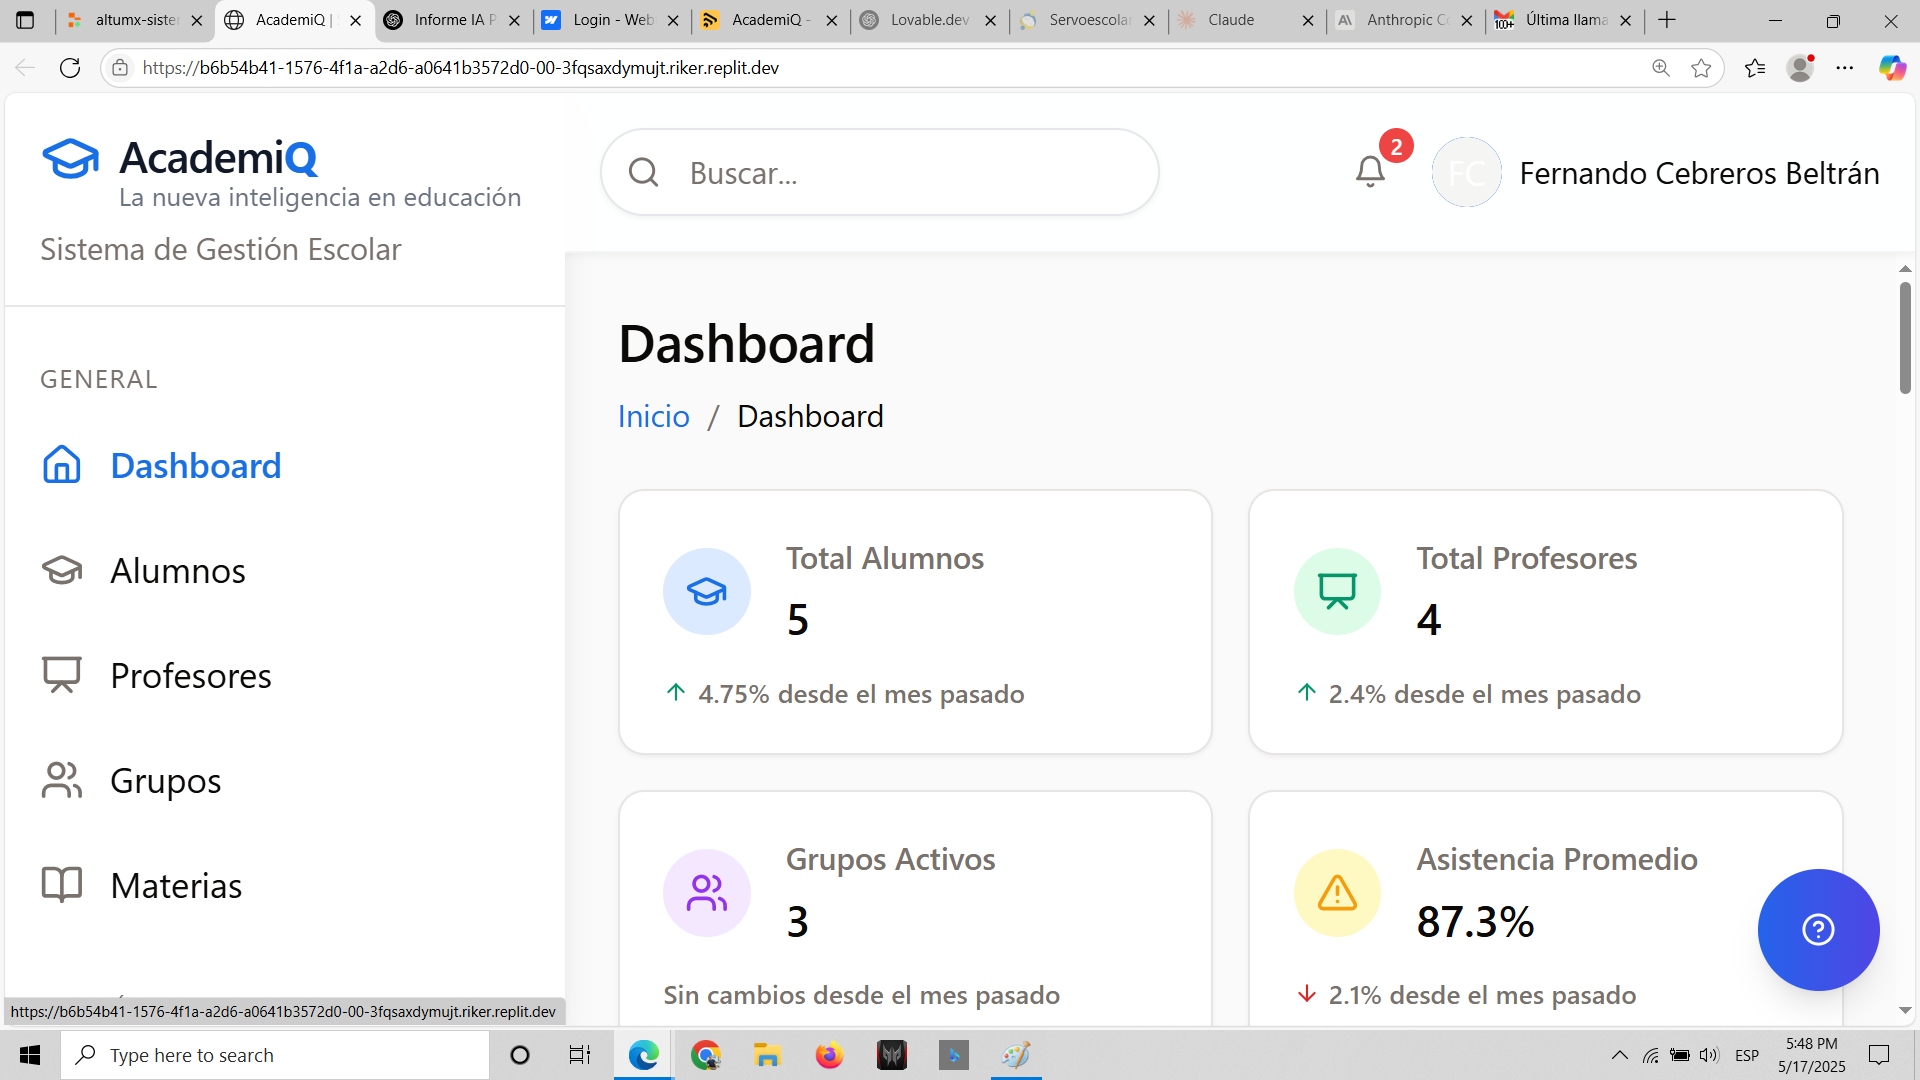 altumx-sister
AcademiQ | S
Informe IA P
Login - Web
AcademiQ -
Lovable.dev
Servoescolar
Claude
Anthropic Co
Última llama
https://b6b54b41-1576-4f1a-a2d6-a0641b3572d0-00-3fqsaxdymujt.riker.replit.dev
AcademiQ
La nueva inteligencia en educación
Sistema de Gestión Escolar
Buscar...
2
FC
Fernando Cebreros Beltrán
GENERAL
Dashboard
Alumnos
Profesores
Grupos
Materias
Dashboard
Inicio / Dashboard
Total Alumnos
5
4.75% desde el mes pasado
Total Profesores
4
2.4% desde el mes pasado
Grupos Activos
3
Sin cambios desde el mes pasado
Asistencia Promedio
87.3%
2.1% desde el mes pasado
https://b6b54b41-1576-4f1a-a2d6-a0641b3572d0-00-3fqsaxdymujt.riker.replit.dev
Type here to search
ESP
5:48 PM
5/17/2025